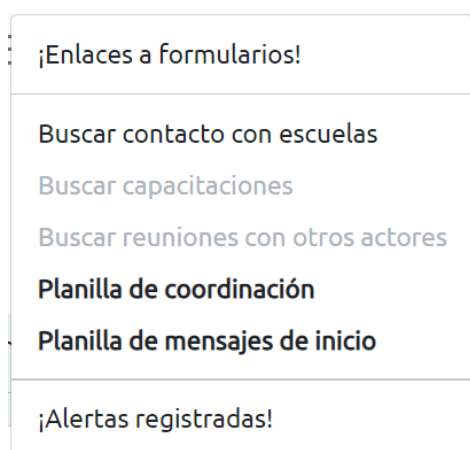 ¡Enlaces a formularios!
Buscar contacto con escuelas
Buscar capacitaciones
Buscar reuniones con otros actores
Planilla de coordinación
Planilla de mensajes de inicio
¡Alertas registradas!